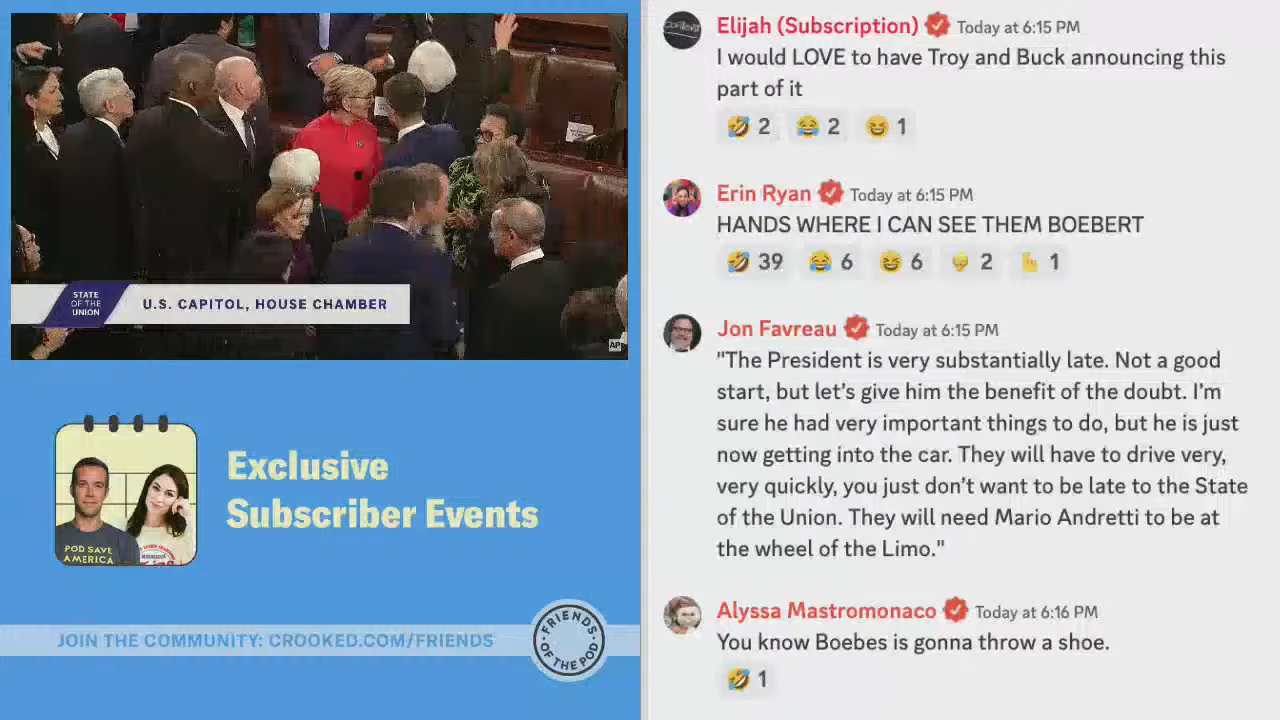 STATE
OF THE
UNION
U.S. CAPITOL, HOUSE CHAMBER
AP
POD SAVE
AMERICA
Exclusive
Subscriber Events
JOIN THE COMMUNITY: CROOKED.COM/FRIENDS
FRIENDS
OF THE POD
Elijah (Subscription) Today at 6:15 PM
I would LOVE to have Troy and Buck announcing this
part of it
🤣 2 😂 2 😆 1
Erin Ryan Today at 6:15 PM
HANDS WHERE I CAN SEE THEM BOEBERT
39 6 6 2 1
Jon Favreau Today at 6:15 PM
"The President is very substantially late. Not a good
start, but let's give him the benefit of the doubt. I'm
sure he had very important things to do, but he is just
now getting into the car. They will have to drive very,
very quickly, you just don't want to be late to the State
of the Union. They will need Mario Andretti to be at
the wheel of the Limo."
Alyssa Mastromonaco Today at 6:16 PM
You know Boebes is gonna throw a shoe.
🤣 1